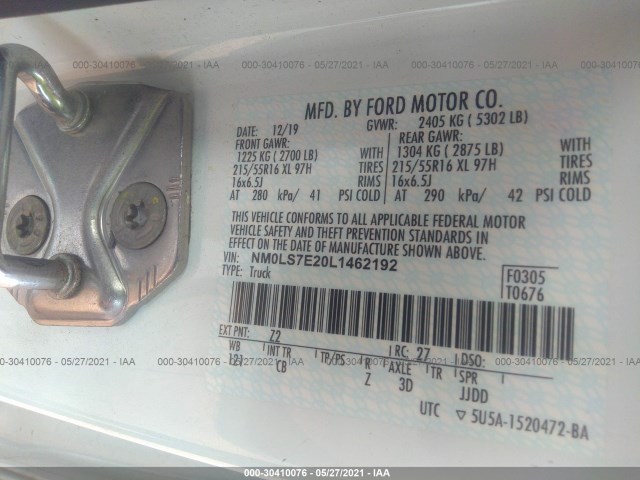 000-30410076 - 05/27/2021 - IAA
MFD. BY FORD MOTOR CO.
12/19 GVWR: 2405 KG ( 5302 LB)
FRONT GAWR: REAR GAWR:
1225 KG ( 2700 LB) WITH 1304 KG ( 2875 LB) WITH
215/55R16 XL 97H TIRES 215/55R16 XL 97H TIRES
16x6.5J RIMS 16x6.5J RIMS
AT 280 kPa/ 41 PSI COLD AT 290 kPa/ 42 PSI COLD
THIS VEHICLE CONFORMS TO ALL APPLICABLE FEDERAL MOTOR
VEHICLE SAFETY AND THEFT PREVENTION STANDARDS IN
EFFECT ON THE DATE OF MANUFACTURE SHOWN ABOVE.
VIN: NM0LS7E20L1462192
TYPE: Truck
F0305
T0676
EXT PNT: Z2 RC: 27 DSO:
WB INT TR TP/PS R AXLE TR SPR
121 CB Z 3D JJDD
UTC ▽ 5U5A-1520472-BA
000-30410076 - 05/27/2021 - IAA